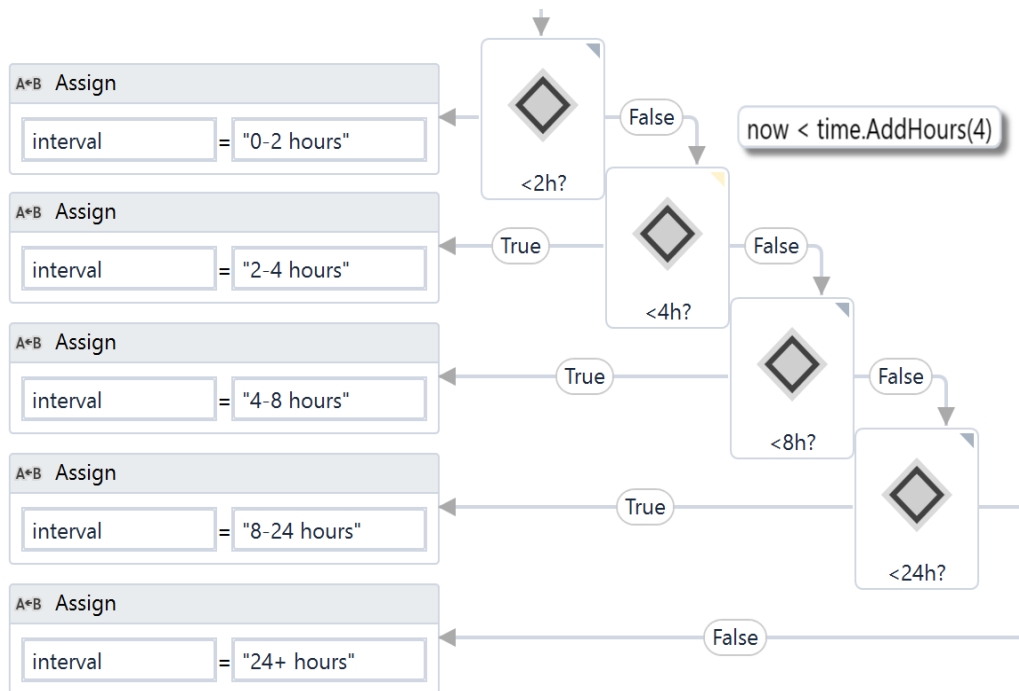 A←B Assign
interval = "0-2 hours"
False
now < time.AddHours(4)
<2h?
A←B Assign
interval = "2-4 hours"
True
False
<4h?
A←B Assign
interval = "4-8 hours"
True
False
<8h?
A←B Assign
interval = "8-24 hours"
True
<24h?
A←B Assign
interval = "24+ hours"
False